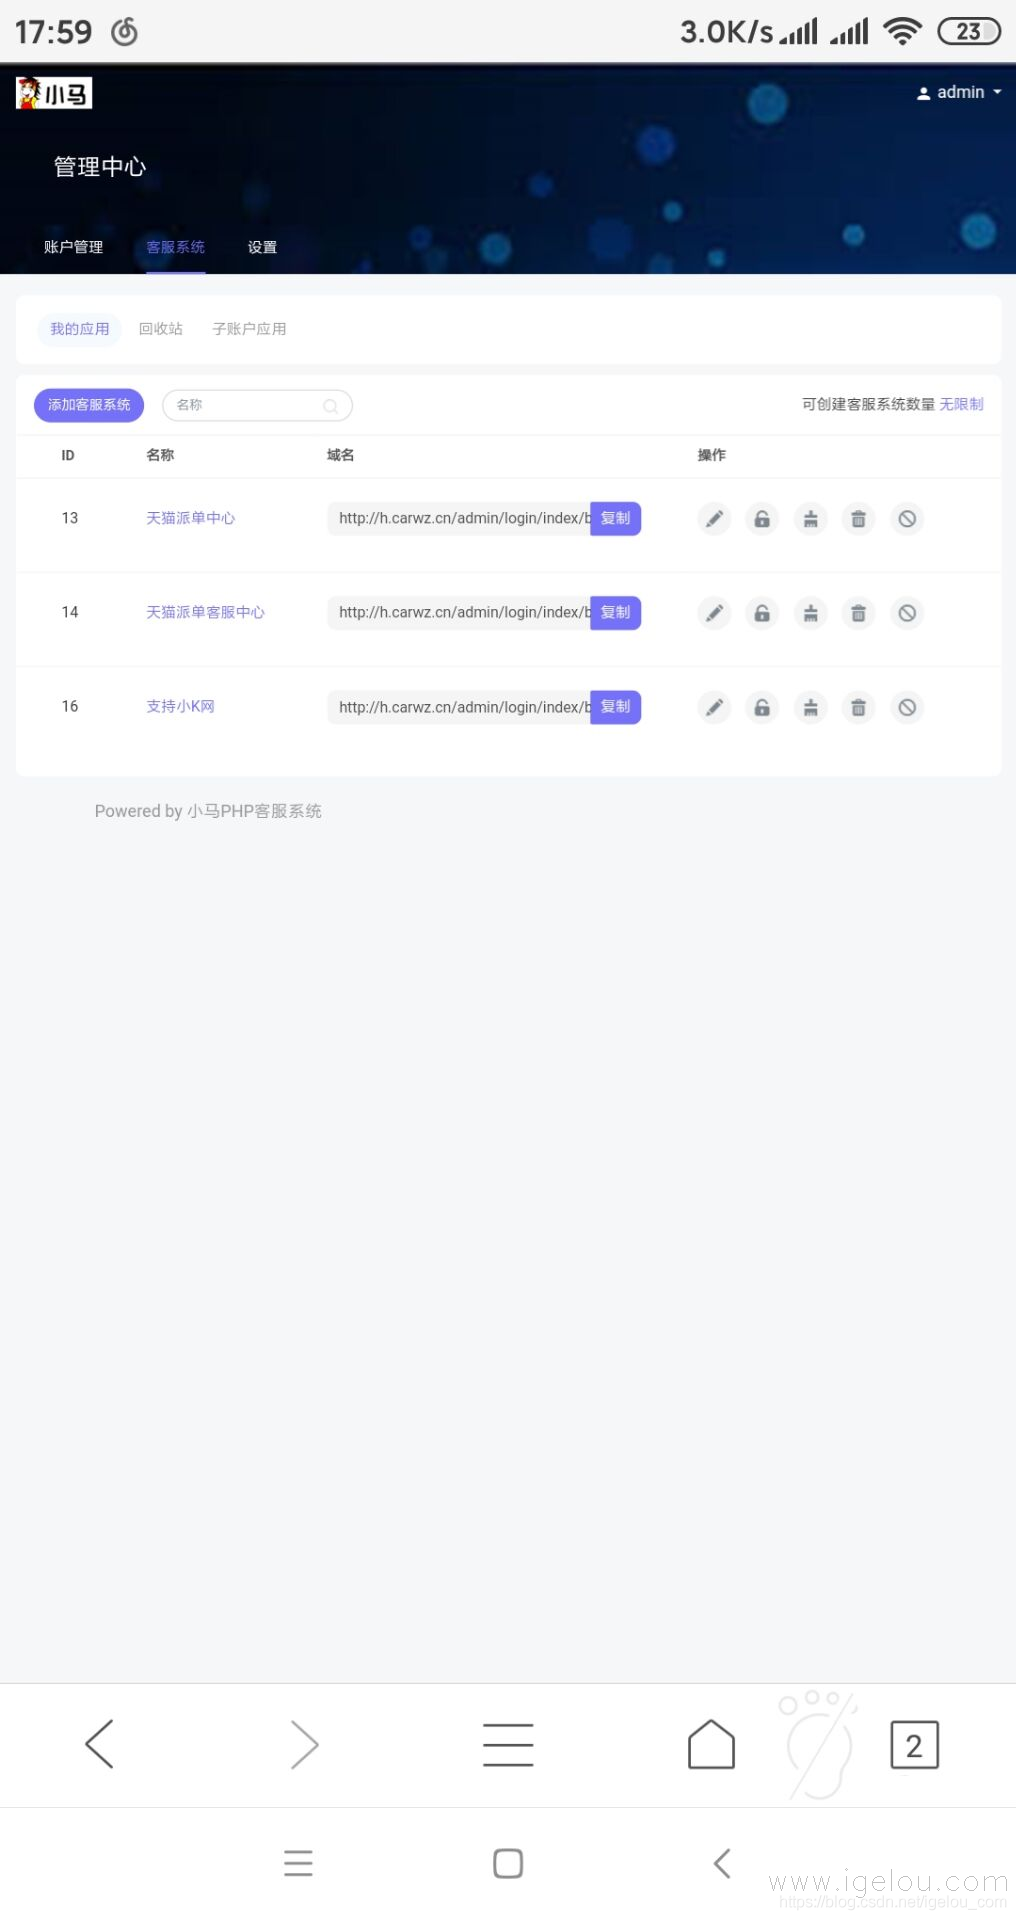 17:59 3.0K/s 23
小马 admin
管理中心
账户管理 客服系统 设置
我的应用 回收站 子账户应用
添加客服系统 名称 可创建客服系统数量 无限制
ID 名称 域名 操作
13 天猫派单中心 http://h.carwz.cn/admin/login/index/b 复制
14 天猫派单客服中心 http://h.carwz.cn/admin/login/index/b 复制
16 支持小K网 http://h.carwz.cn/admin/login/index/b 复制
Powered by 小马PHP客服系统
2
www.igelou.com
https://blog.csdn.net/igelou_com